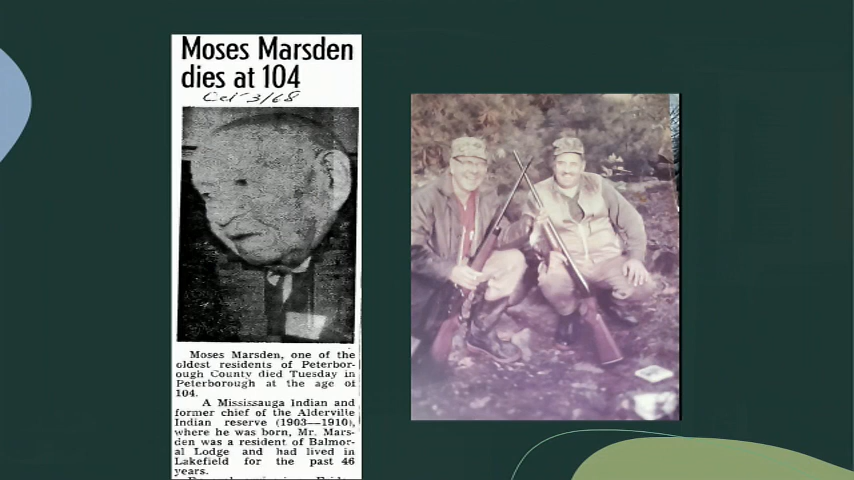 Moses Marsden
dies at 104
Oct 3/68
Moses Marsden, one of the
oldest residents of Peterbor-
ough County died Tuesday in
Peterborough at the age of
104.
A Mississauga Indian and
former chief of the Alderville
Indian reserve (1903—1910),
where he was born, Mr. Mars-
den was a resident of Balmor-
al Lodge and had lived in
Lakefield for the past 46
years.